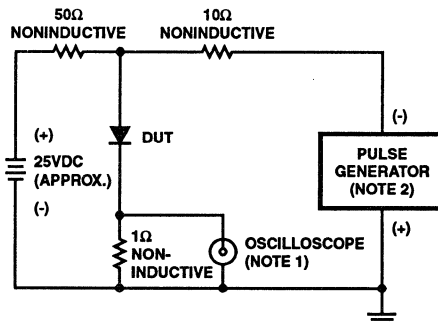 50Ω
NONINDUCTIVE
10Ω
NONINDUCTIVE
(+)
25VDC
(APPROX.)
(-)
DUT
(-)
PULSE
GENERATOR
(NOTE 2)
(+)
1Ω
NON-
INDUCTIVE
OSCILLOSCOPE
(NOTE 1)